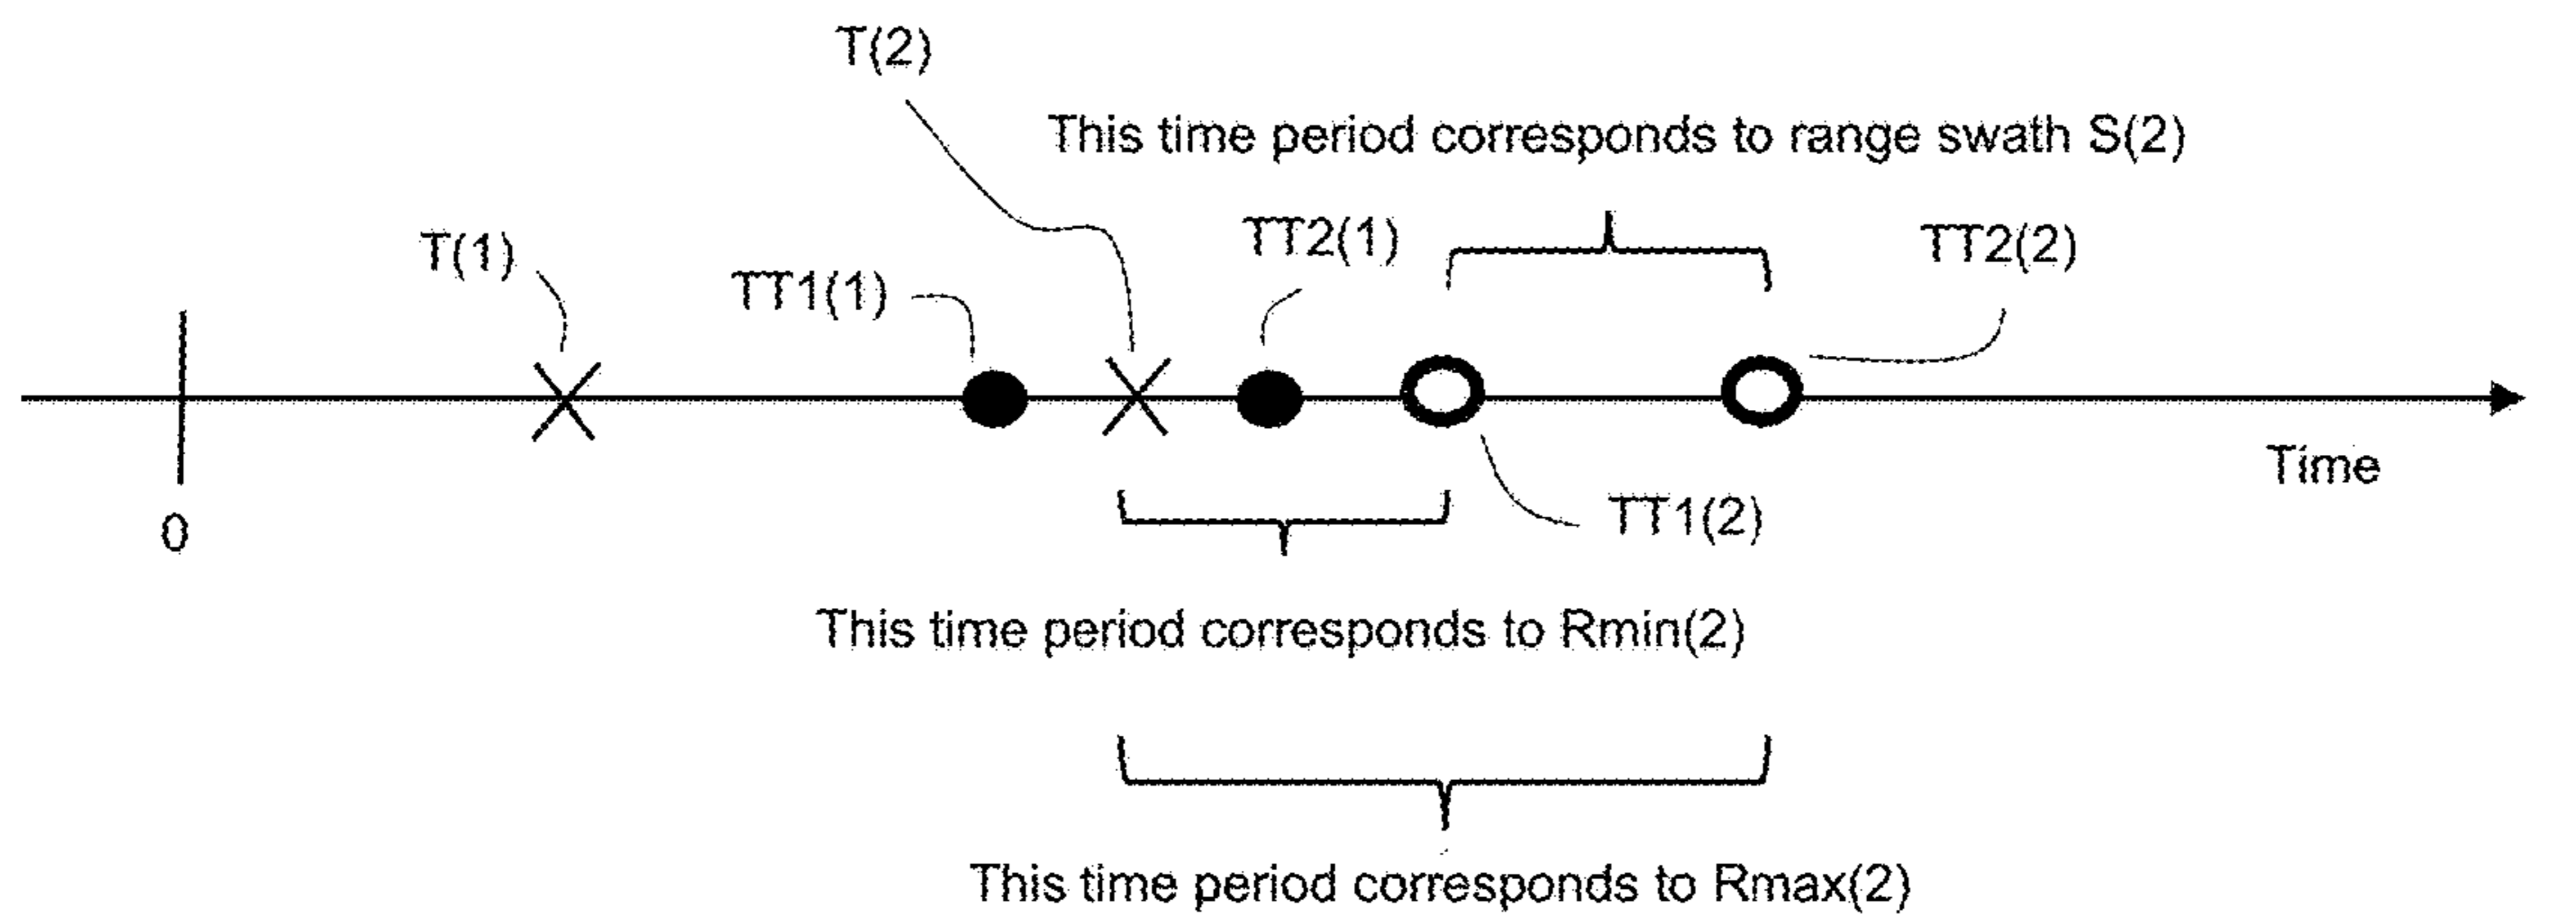 T(2)
This time period corresponds to range swath S(2)
T(1)
TT1(1)
TT2(1)
TT2(2)
Time
0
TT1(2)
This time period corresponds to Rmin(2)
This time period corresponds to Rmax(2)